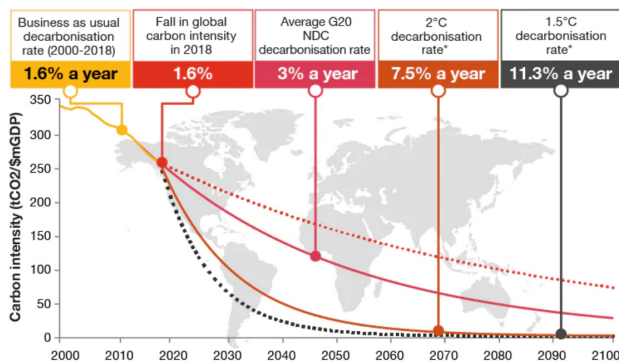 Business as usual
decarbonisation
rate (2000-2018)
1.6% a year
Fall in global
carbon intensity
in 2018
1.6%
Average G20
NDC
decarbonisation rate
3% a year
2°C
decarbonisation
rate*
7.5% a year
1.5°C
decarbonisation
rate*
11.3% a year
Carbon intensity (tCO2/$mGDP)
350
300
250
200
150
100
50
0
2000 2010 2020 2030 2040 2050 2060 2070 2080 2090 2100